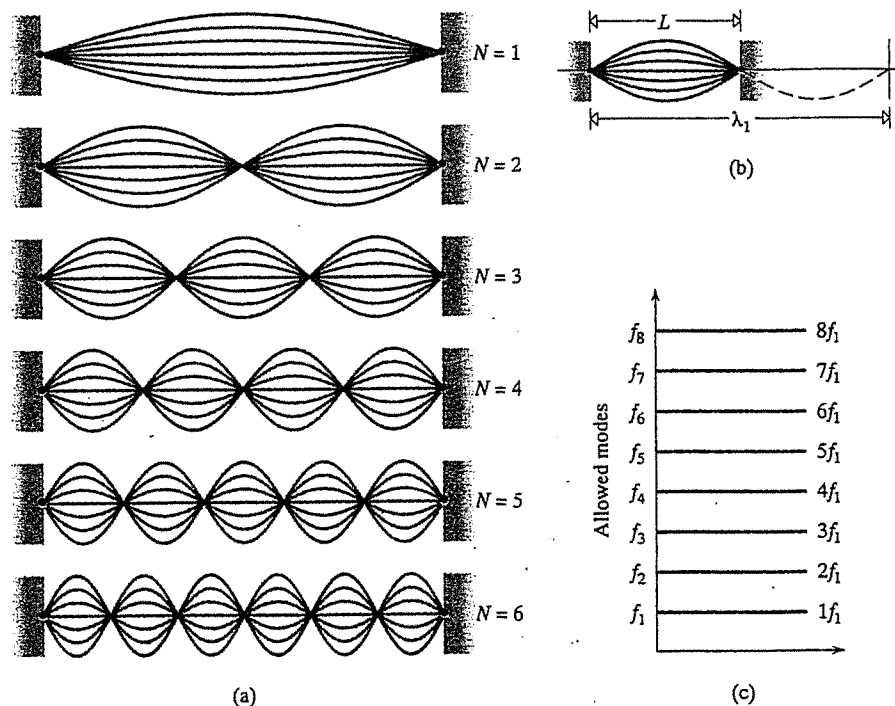 N = 1
N = 2
N = 3
N = 4
N = 5
N = 6
(a)
L
λ₁
(b)
Allowed modes
f₈ 8f₁
f₇ 7f₁
f₆ 6f₁
f₅ 5f₁
f₄ 4f₁
f₃ 3f₁
f₂ 2f₁
f₁ 1f₁
(c)